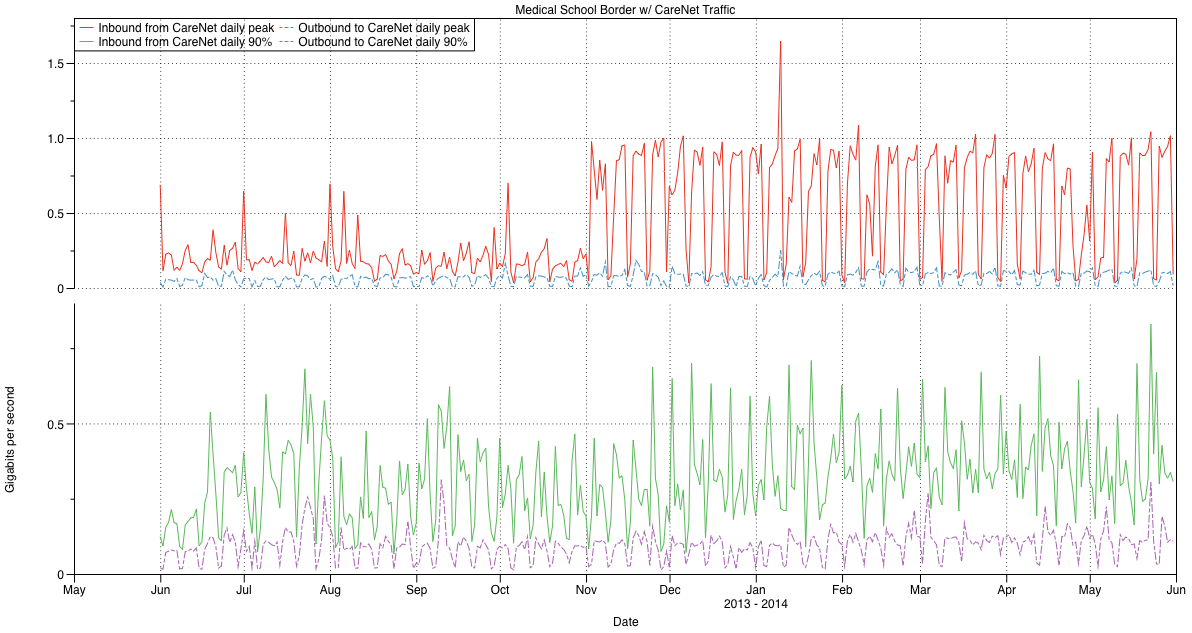 Medical School Border w/ CareNet Traffic
Inbound from CareNet daily peak Outbound to CareNet daily peak
Inbound from CareNet daily 90% Outbound to CareNet daily 90%
1.5
1.0
0.5
0
0.5
0
Gigabits per second
May Jun Jul Aug Sep Oct Nov Dec Jan Feb Mar Apr May Jun
2013 - 2014
Date